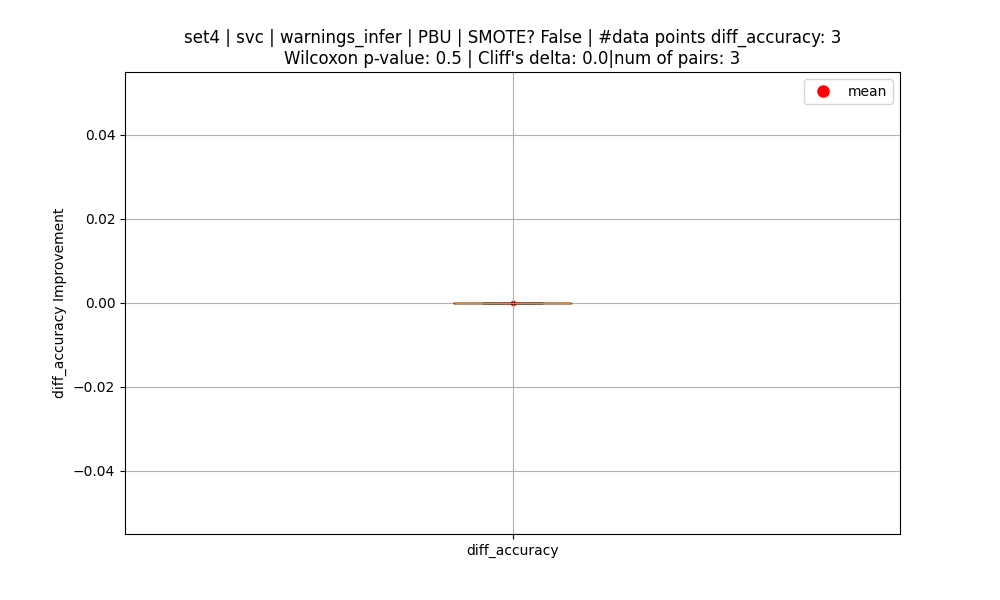 set4 | svc | warnings_infer | PBU | SMOTE? False | #data points diff_accuracy: 3
Wilcoxon p-value: 0.5 | Cliff's delta: 0.0|num of pairs: 3
mean
0.04
0.02
0.00
−0.02
−0.04
diff_accuracy Improvement
diff_accuracy